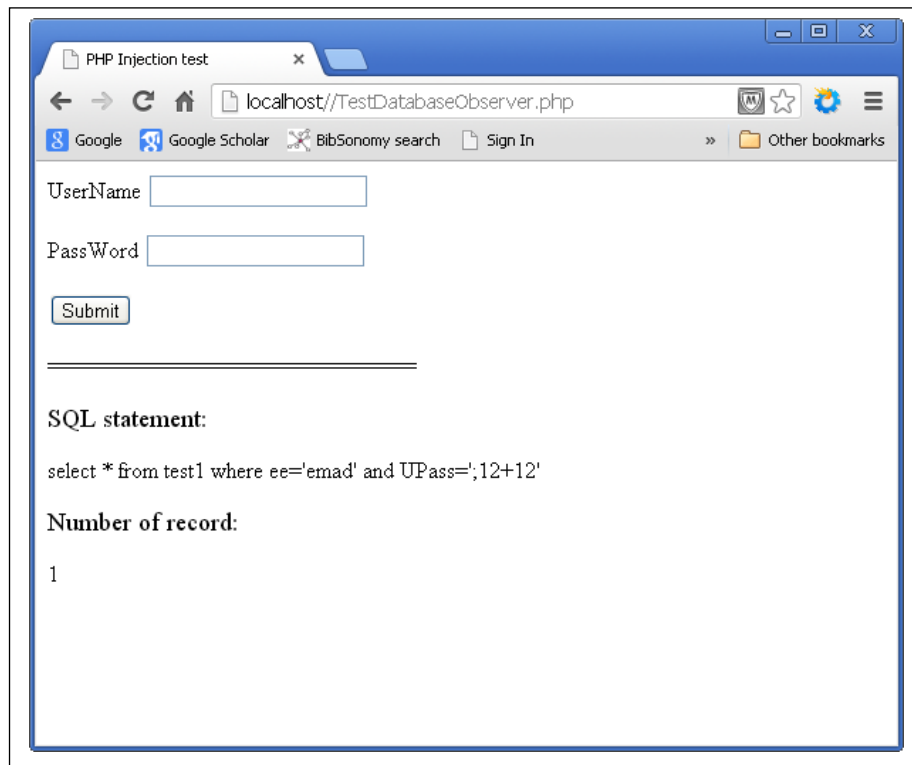 PHP Injection test
localhost//TestDatabaseObserver.php
Google Google Scholar BibSonomy search Sign In » Other bookmarks
UserName
PassWord
Submit
SQL statement:
select * from test1 where ee='emad' and UPass=';12+12'
Number of record:
1